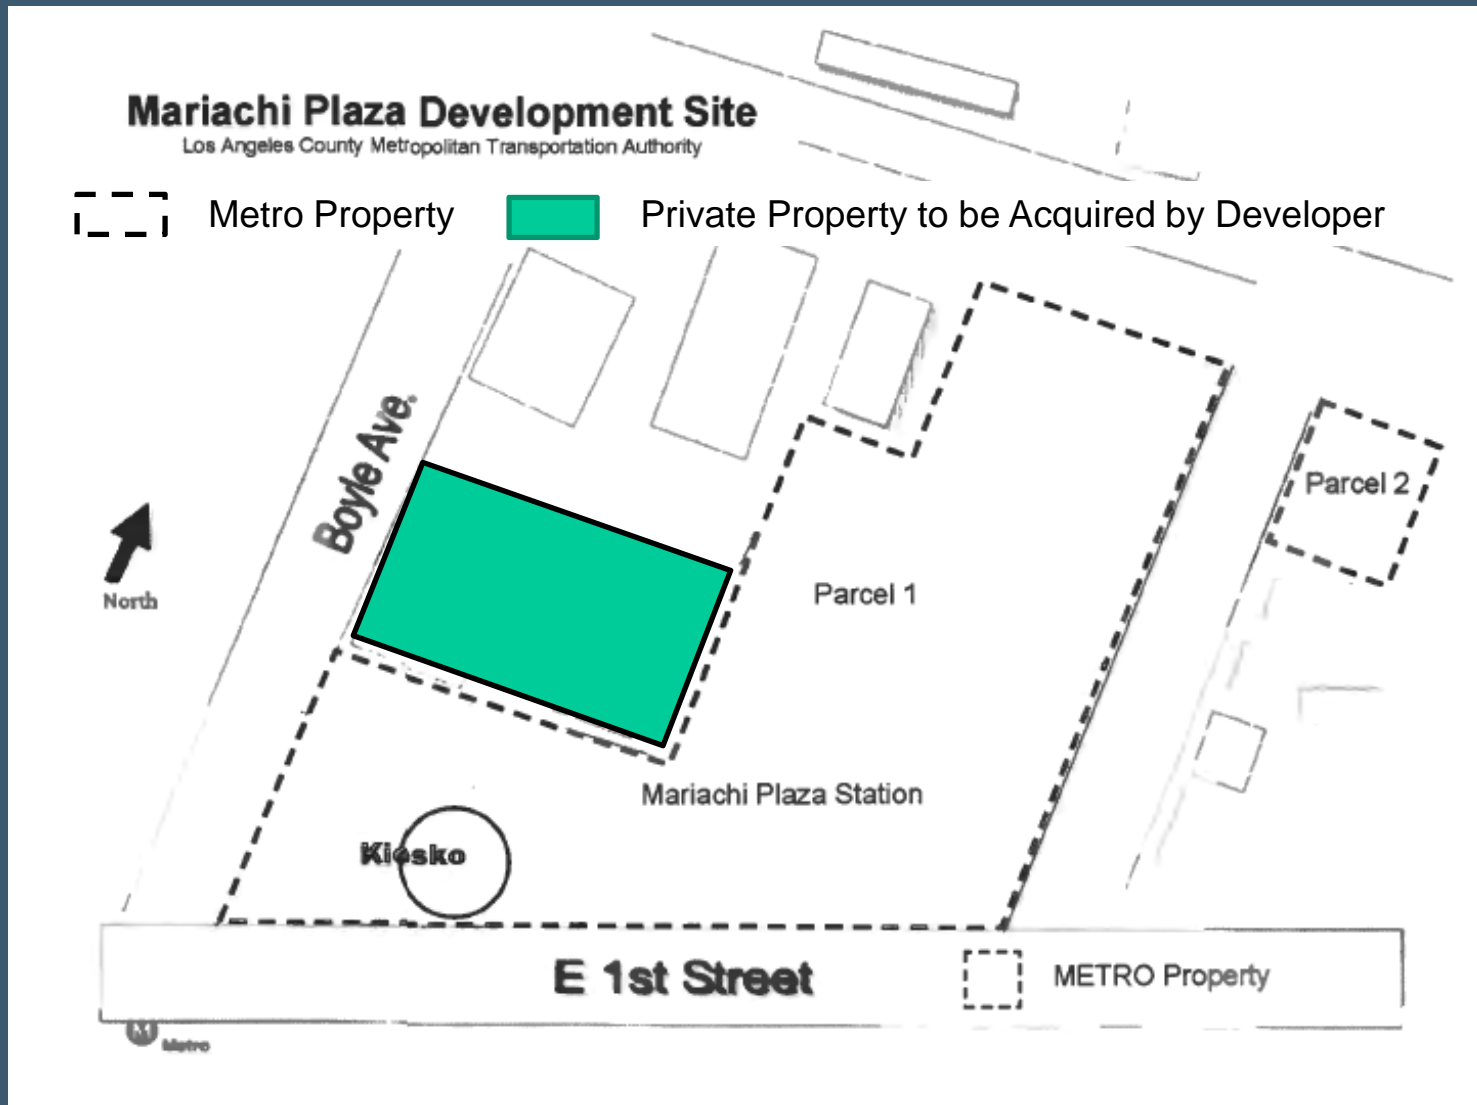 Mariachi Plaza Development Site
Los Angeles County Metropolitan Transportation Authority
Metro Property
Private Property to be Acquired by Developer
Boyle Ave.
Parcel 2
North
Parcel 1
Mariachi Plaza Station
Kiosko
E 1st Street
METRO Property
M
Metro